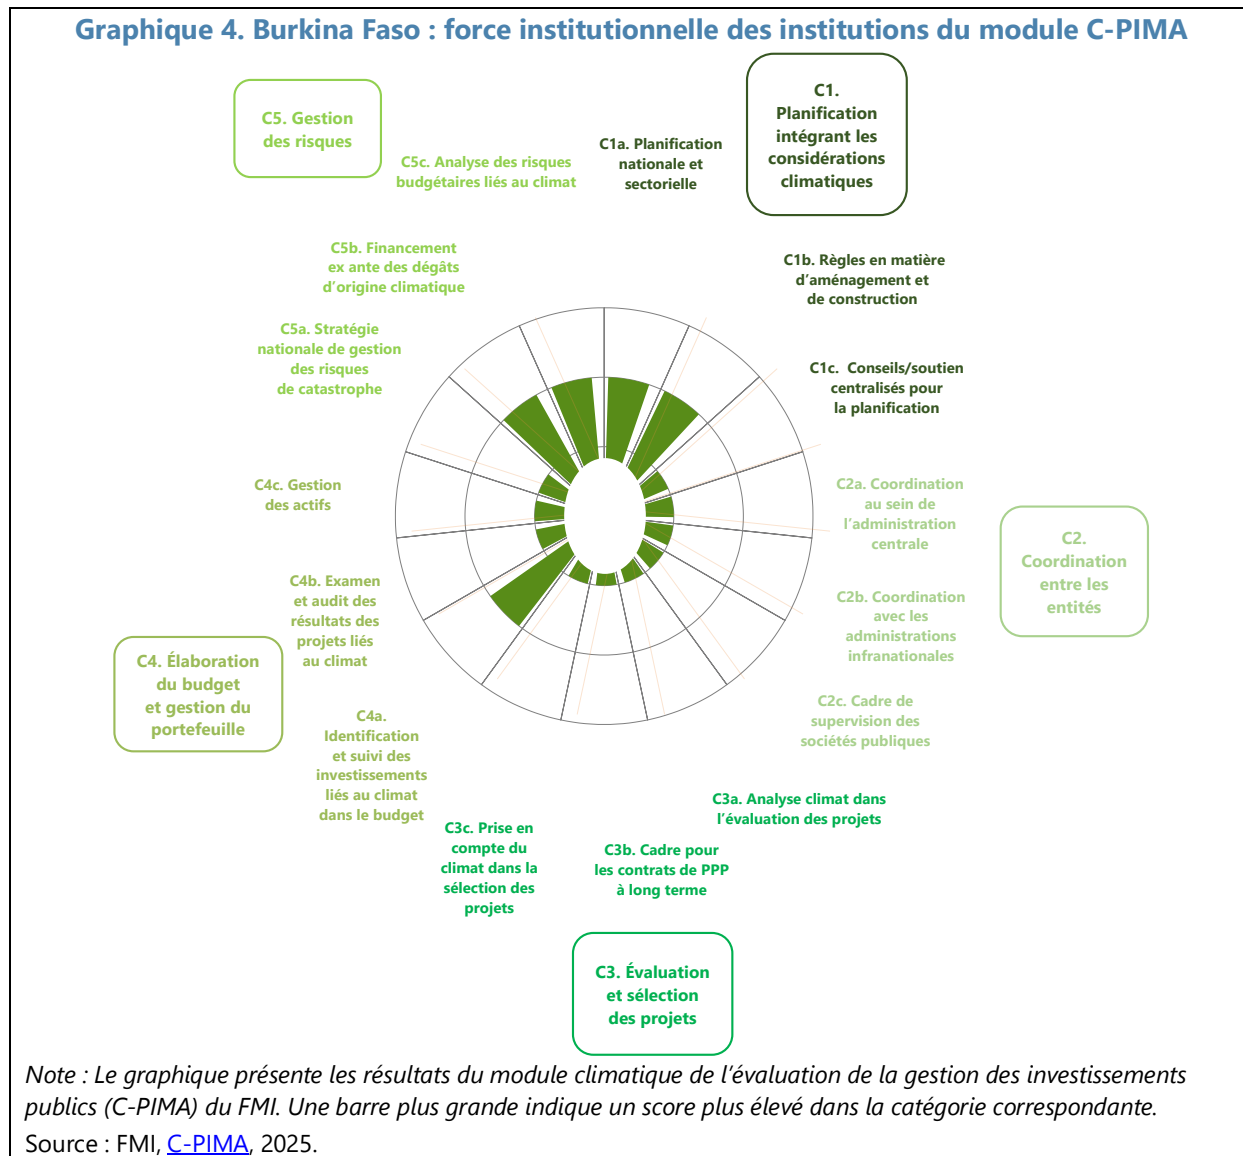 Graphique 4. Burkina Faso : force institutionnelle des institutions du module C-PIMA
C5. Gestion
des risques
C5c. Analyse des risques
budgétaires liés au climat
C1a. Planification
nationale et
sectorielle
C1.
Planification
intégrant les
considérations
climatiques
C5b. Financement
ex ante des dégâts
d’origine climatique
C1b. Règles en matière
d’aménagement et
de construction
C5a. Stratégie
nationale de gestion
des risques
de catastrophe
C1c.  Conseils/soutien
centralisés pour
la planification
C4c. Gestion
des actifs
C2a. Coordination
au sein de
l’administration
centrale
C2.
Coordination
entre les
entités
C4b. Examen
et audit des
résultats des
projets liés
au climat
C2b. Coordination
avec les
administrations
infranationales
C4. Élaboration
du budget
et gestion du
portefeuille
C2c. Cadre de
supervision des
sociétés publiques
C4a.
Identification
et suivi des
investissements
liés au climat
dans le budget
C3a. Analyse climat dans
l’évaluation des projets
C3c. Prise en
compte du
climat dans la
sélection des
projets
C3b. Cadre pour
les contrats de PPP
à long terme
C3. Évaluation
et sélection
des projets
Note : Le graphique présente les résultats du module climatique de l’évaluation de la gestion des investissements
publics (C-PIMA) du FMI. Une barre plus grande indique un score plus élevé dans la catégorie correspondante.
Source : FMI, C-PIMA, 2025.